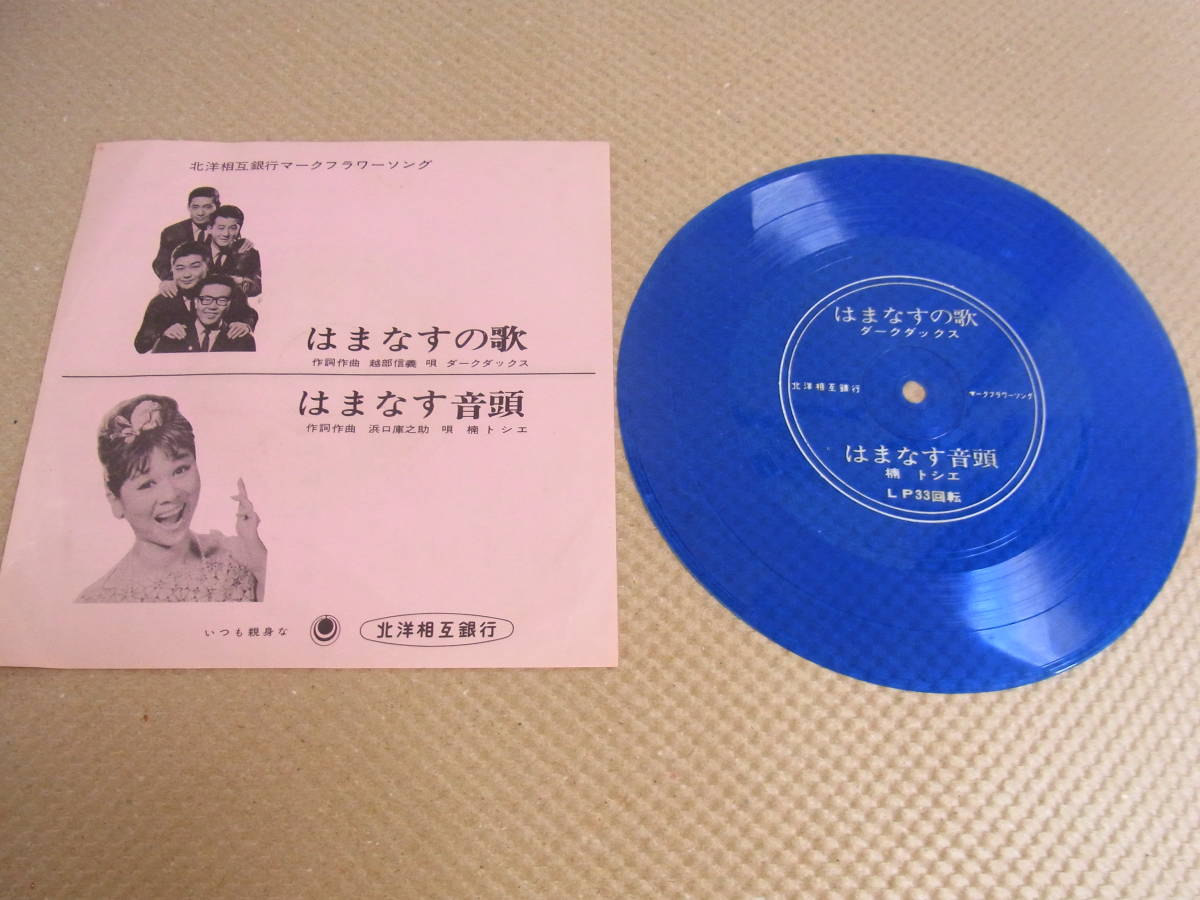 北洋相互銀行マークフラワーソング
はまなすの歌
作詞作曲 越部信義 唄 ダークダックス
はまなす音頭
作詞作曲 浜口庫之助 唄 楠トシエ
いつも親身な
北洋相互銀行
はまなすの歌
ダークダックス
北洋相互銀行
マークフラワーソング
はまなす音頭
楠 トシエ
LP33回転